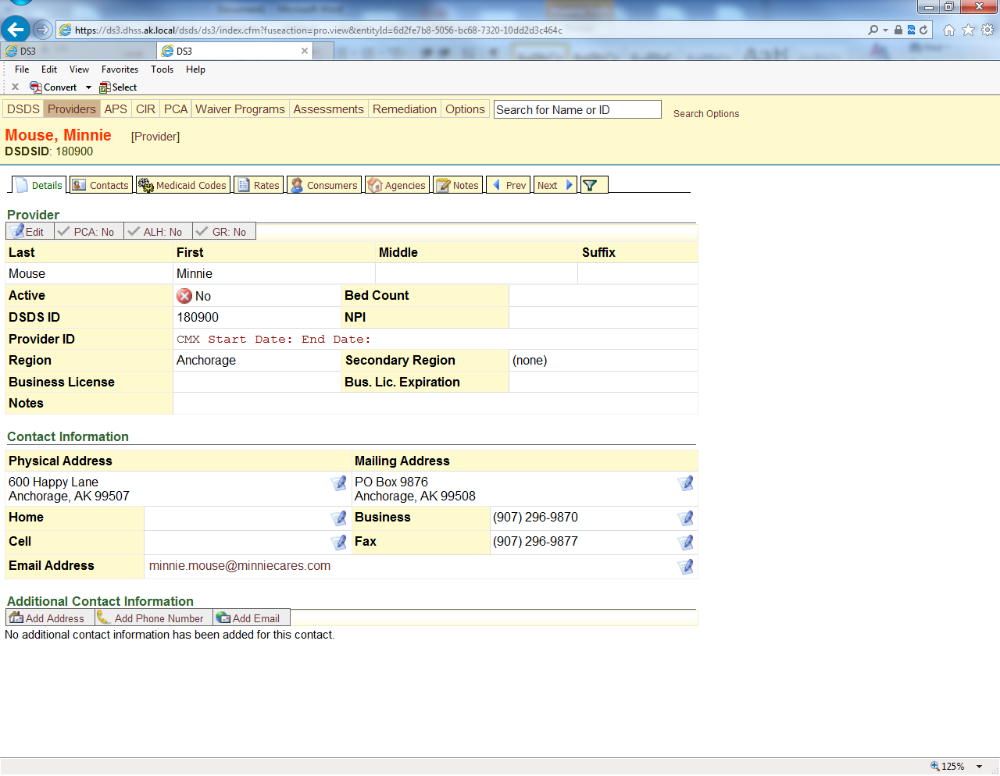 https://ds3.dhss.ak.local/dsds/ds3/index.cfm?fuseaction=pro.view&entityId=6d2fe7b8-5056-bc68-7320-10dd2d3c464c
DS3
DS3
File Edit View Favorites Tools Help
Convert Select
DSDS Providers APS CIR PCA Waiver Programs Assessments Remediation Options Search for Name or ID Search Options
Mouse, Minnie [Provider]
DSDSID: 180900
Details Contacts Medicaid Codes Rates Consumers Agencies Notes Prev Next
Provider
Edit PCA: No ALH: No GR: No
Last First Middle Suffix
Mouse Minnie
Active No Bed Count
DSDS ID 180900 NPI
Provider ID CMX Start Date: End Date:
Region Anchorage Secondary Region (none)
Business License Bus. Lic. Expiration
Notes
Contact Information
Physical Address Mailing Address
600 Happy Lane PO Box 9876
Anchorage, AK 99507 Anchorage, AK 99508
Home Business (907) 296-9870
Cell Fax (907) 296-9877
Email Address minnie.mouse@minniecares.com
Additional Contact Information
Add Address Add Phone Number Add Email
No additional contact information has been added for this contact.
125%